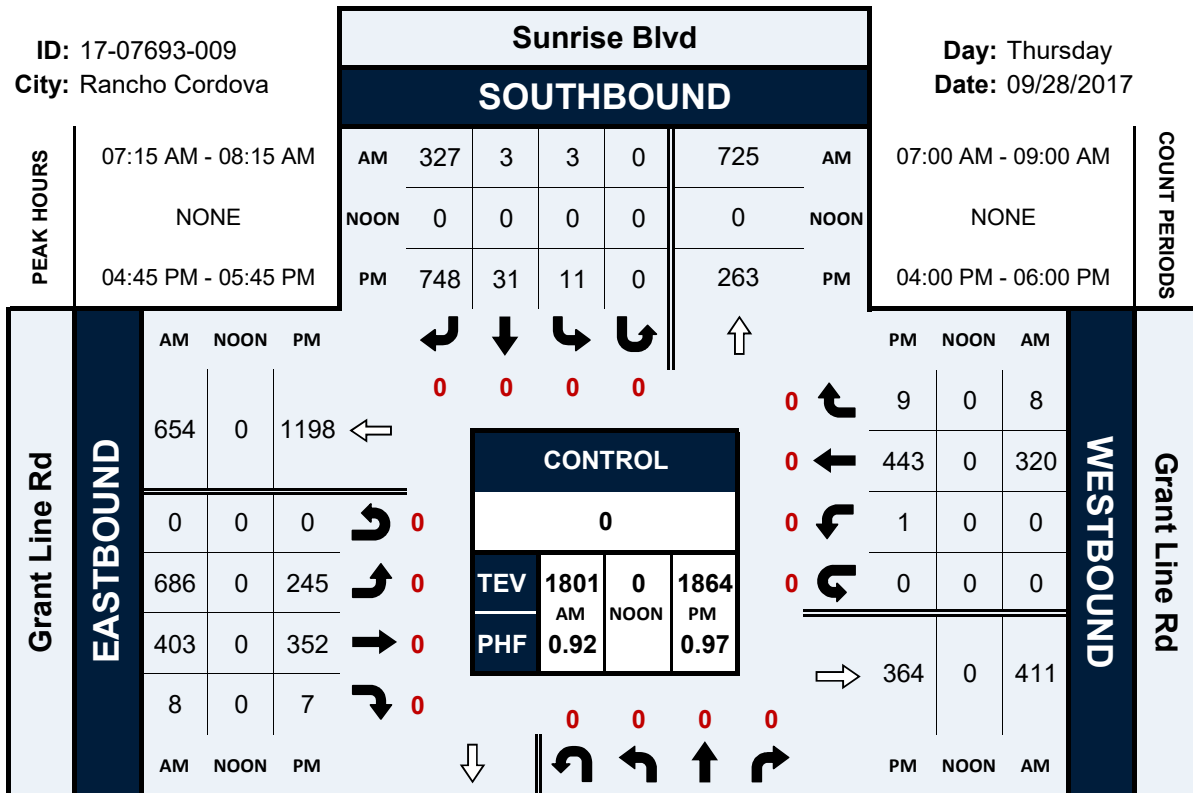 Sunrise Blvd
ID: 17-07693-009
Day: Thursday
City: Rancho Cordova
Date: 09/28/2017
SOUTHBOUND
PEAK HOURS
07:15 AM - 08:15 AM
AM 327 3 3 0 725 AM
07:00 AM - 09:00 AM
COUNT PERIODS
NONE
NOON 0 0 0 0 0 NOON
NONE
04:45 PM - 05:45 PM
PM 748 31 11 0 263 PM
04:00 PM - 06:00 PM
Grant Line Rd
EASTBOUND
AM NOON PM
PM NOON AM
WESTBOUND
Grant Line Rd
0 0 0 0
0 9 0 8
654 0 1198
0 443 0 320
CONTROL
0
0 0 0 0
0 1 0 0
686 0 245 0
0 0 0 0
TEV 1801 0 1864
AM NOON PM
PHF 0.92 0.97
403 0 352 0
364 0 411
8 0 7 0
0 0 0 0
AM NOON PM
PM NOON AM